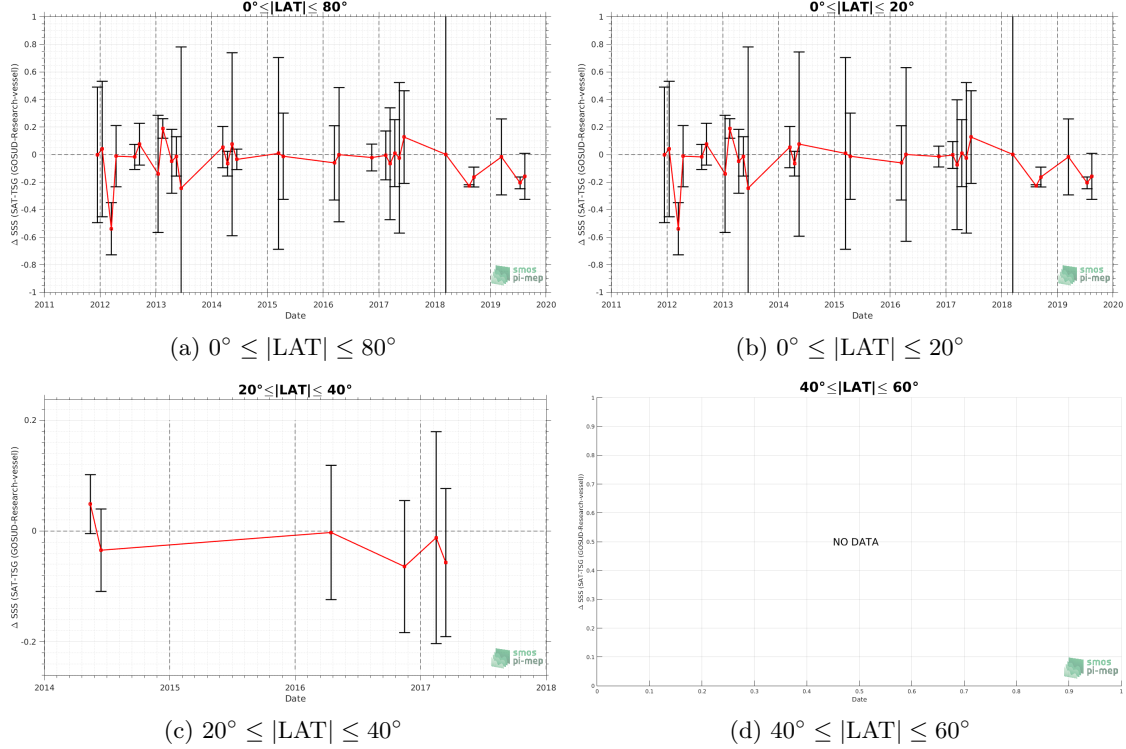 0°≤|LAT|≤ 80°
Δ SSS (SAT-TSG (GOSUD-Research-vessel))
1
0.8
0.6
0.4
0.2
0
-0.2
-0.4
-0.6
-0.8
-1
2011 2012 2013 2014 2015 2016 2017 2018 2019 2020
Date
smos
pi-mep
(a) 0° ≤ |LAT| ≤ 80°
0°≤|LAT|≤ 20°
Δ SSS (SAT-TSG (GOSUD-Research-vessel))
1
0.8
0.6
0.4
0.2
0
-0.2
-0.4
-0.6
-0.8
-1
2011 2012 2013 2014 2015 2016 2017 2018 2019 2020
Date
smos
pi-mep
(b) 0° ≤ |LAT| ≤ 20°
20°≤|LAT|≤ 40°
Δ SSS (SAT-TSG (GOSUD-Research-vessel))
0.2
0
-0.2
2014 2015 2016 2017 2018
Date
smos
pi-mep
(c) 20° ≤ |LAT| ≤ 40°
40°≤|LAT|≤ 60°
Δ SSS (SAT-TSG (GOSUD-Research-vessel))
1
0.9
0.8
0.7
0.6
0.5
0.4
0.3
0.2
0.1
0
NO DATA
0 0.1 0.2 0.3 0.4 0.5 0.6 0.7 0.8 0.9 1
Date
smos
pi-mep
(d) 40° ≤ |LAT| ≤ 60°